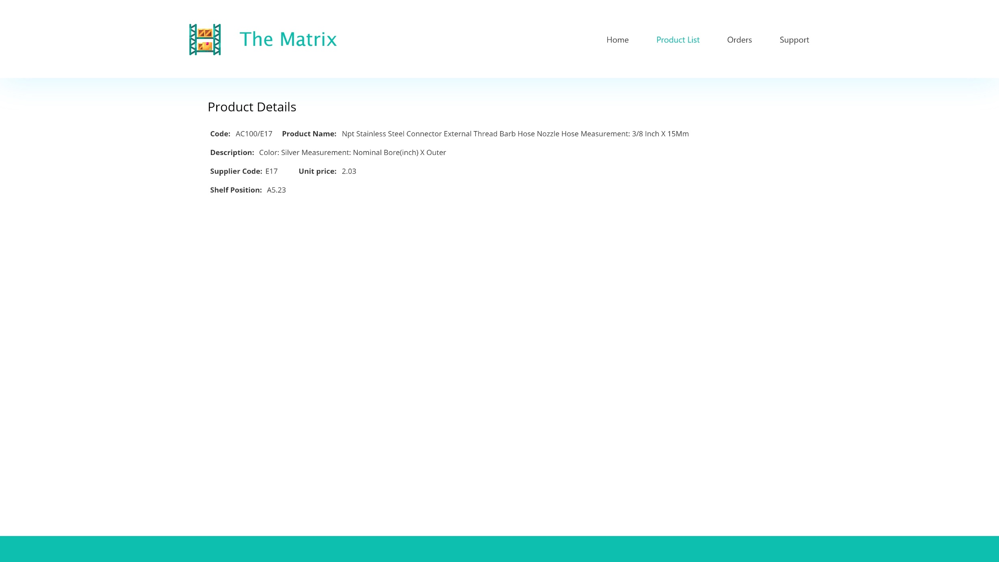 The Matrix
Home Product List Orders Support
Product Details
Code: AC100/E17 Product Name: Npt Stainless Steel Connector External Thread Barb Hose Nozzle Hose Measurement: 3/8 Inch X 15Mm
Description: Color: Silver Measurement: Nominal Bore(inch) X Outer
Supplier Code: E17 Unit price: 2.03
Shelf Position: A5.23